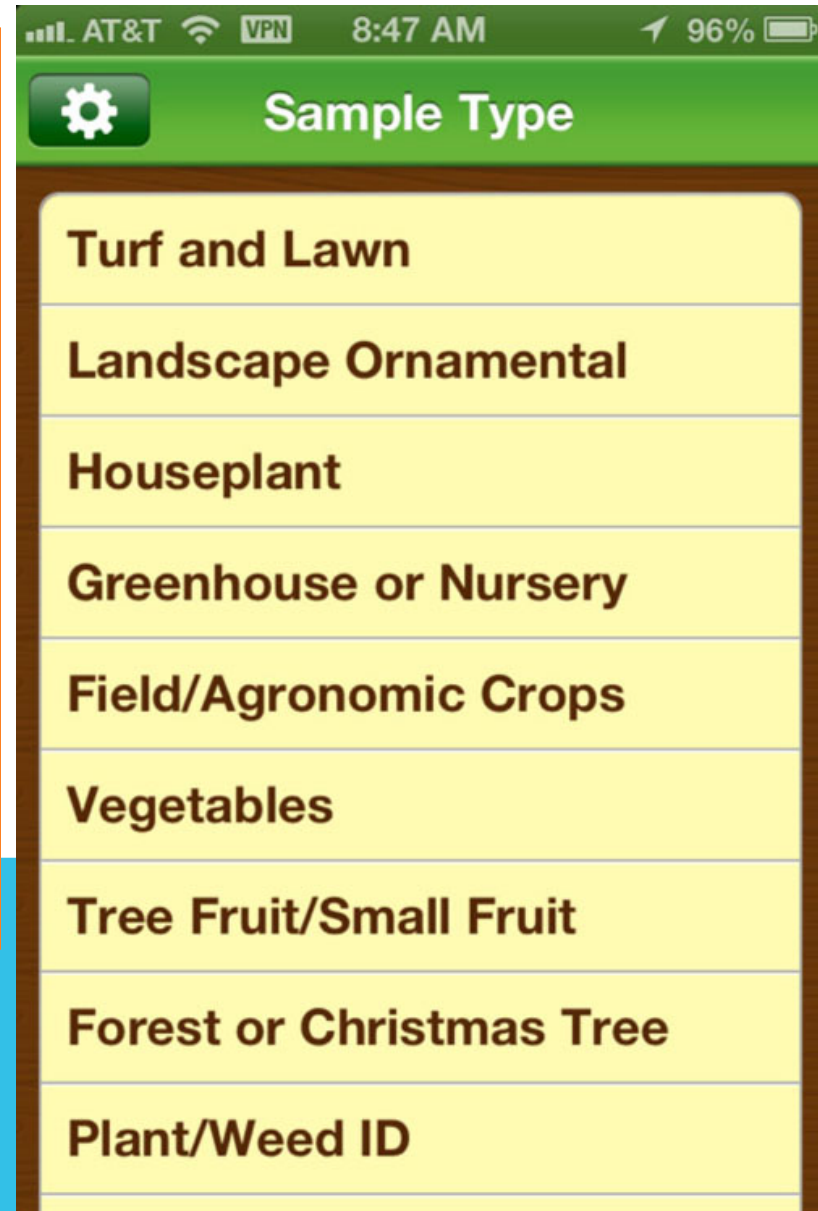 AT&T VPN 8:47 AM 96%
Sample Type
Turf and Lawn
Landscape Ornamental
Houseplant
Greenhouse or Nursery
Field/Agronomic Crops
Vegetables
Tree Fruit/Small Fruit
Forest or Christmas Tree
Plant/Weed ID